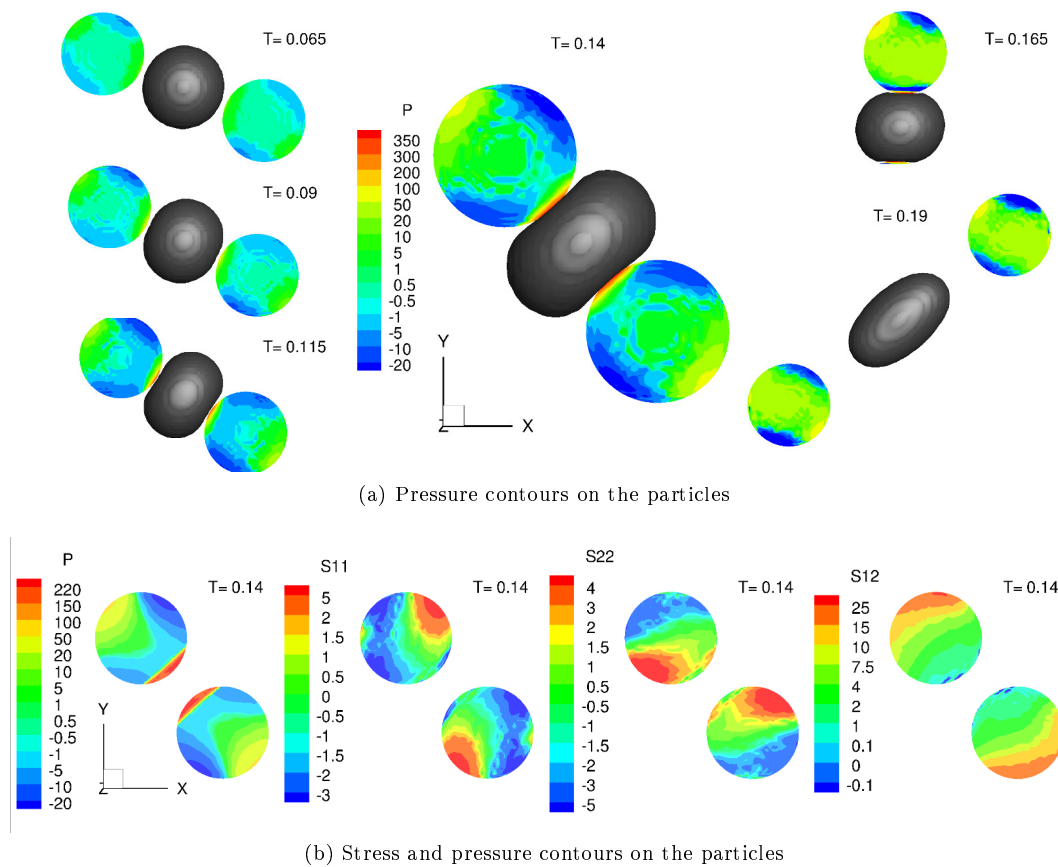 T= 0.065
T= 0.14
T= 0.165
P
350
300
200
100
50
20
10
5
1
0.5
-0.5
-1
-5
-10
-20
T= 0.09
T= 0.19
T= 0.115
Y
Z
X
(a) Pressure contours on the particles
P
220
150
100
50
20
10
5
1
0.5
-0.5
-1
-5
-10
-20
T= 0.14
Y
Z
X
S11
5
2
1.5
1
0.5
-0.5
-1
-1.5
-2
-3
T= 0.14
S22
4
3
2
1.5
0.5
-0.5
-1
-1.5
-2
-3
-5
T= 0.14
S12
25
15
10
7.5
4
2
1
0.1
0
-0.1
T= 0.14
(b) Stress and pressure contours on the particles